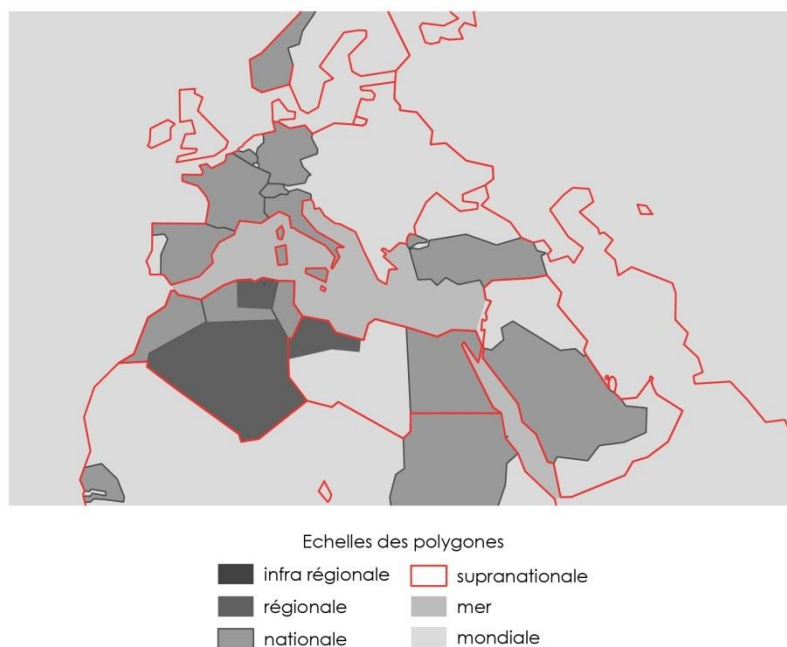 Echelles des polygones
infra régionale
supranationale
régionale
mer
nationale
mondiale